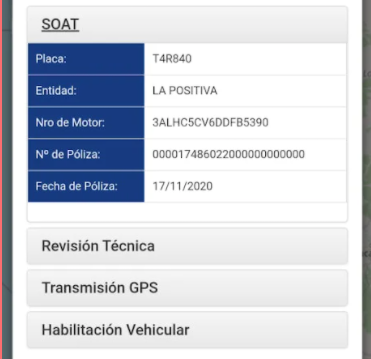 SOAT
Placa: T4R840
Entidad: LA POSITIVA
Nro de Motor: 3ALHC5CV6DDFB5390
Nº de Póliza: 000017486022000000000000
Fecha de Póliza: 17/11/2020
Revisión Técnica
Transmisión GPS
Habilitación Vehicular